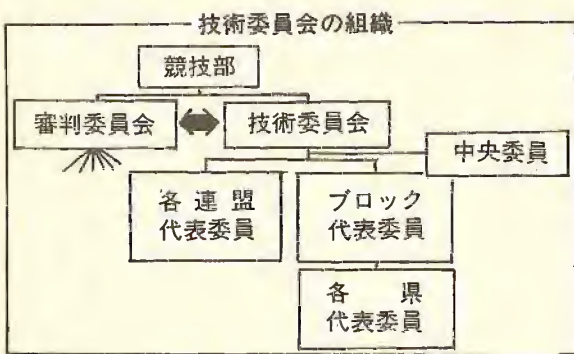 技術委員会の組織
競技部
審判委員会
技術委員会
中央委員
各連盟
代表委員
ブロック
代表委員
各県
代表委員